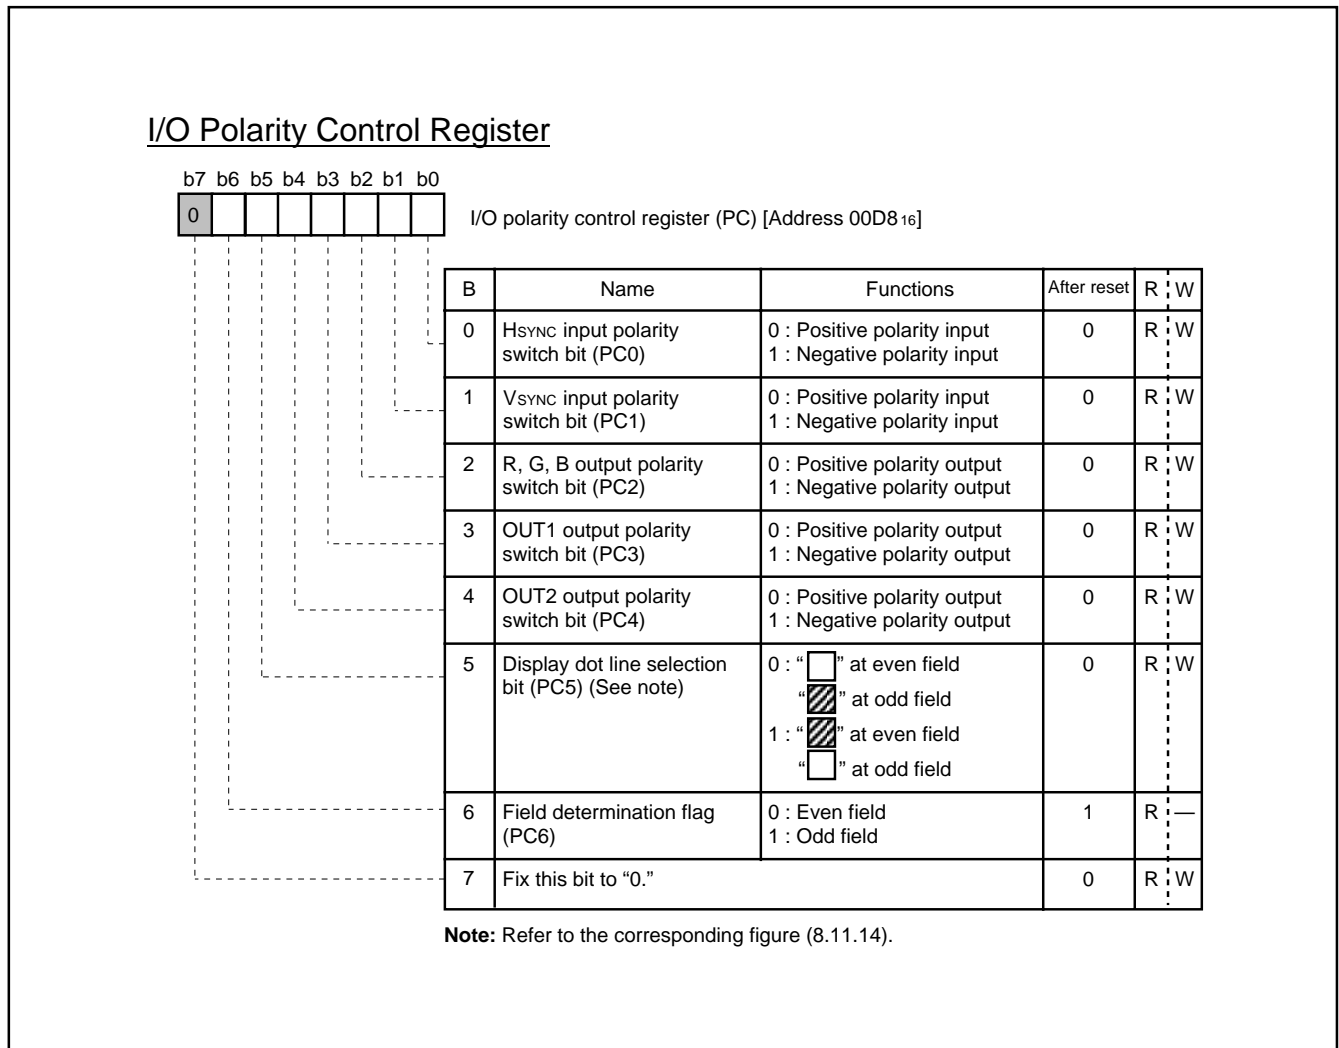 I/O Polarity Control Register
b7 b6 b5 b4 b3 b2 b1 b0
0
I/O polarity control register (PC) [Address 00D816]
B Name Functions After reset R W
0 HSYNC input polarity switch bit (PC0) 0 : Positive polarity input 1 : Negative polarity input 0 R W
1 VSYNC input polarity switch bit (PC1) 0 : Positive polarity input 1 : Negative polarity input 0 R W
2 R, G, B output polarity switch bit (PC2) 0 : Positive polarity output 1 : Negative polarity output 0 R W
3 OUT1 output polarity switch bit (PC3) 0 : Positive polarity output 1 : Negative polarity output 0 R W
4 OUT2 output polarity switch bit (PC4) 0 : Positive polarity output 1 : Negative polarity output 0 R W
5 Display dot line selection bit (PC5) (See note) 0 : “ ” at even field “ ” at odd field 1 : “ ” at even field “ ” at odd field 0 R W
6 Field determination flag (PC6) 0 : Even field 1 : Odd field 1 R —
7 Fix this bit to “0.” 0 R W
Note: Refer to the corresponding figure (8.11.14).